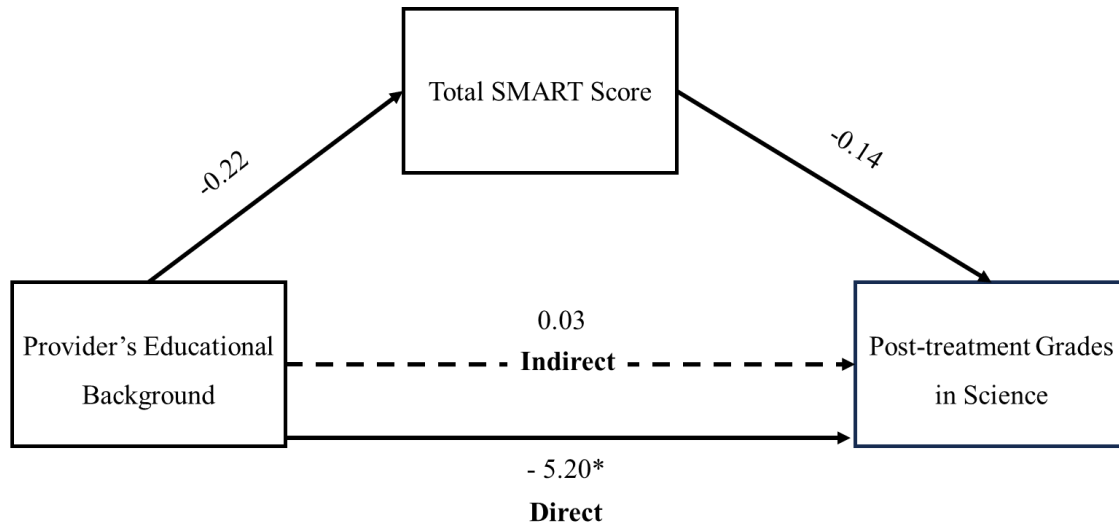 Total SMART Score
-0.22
-0.14
Provider’s Educational
Background
0.03
Indirect
Post-treatment Grades
in Science
- 5.20*
Direct